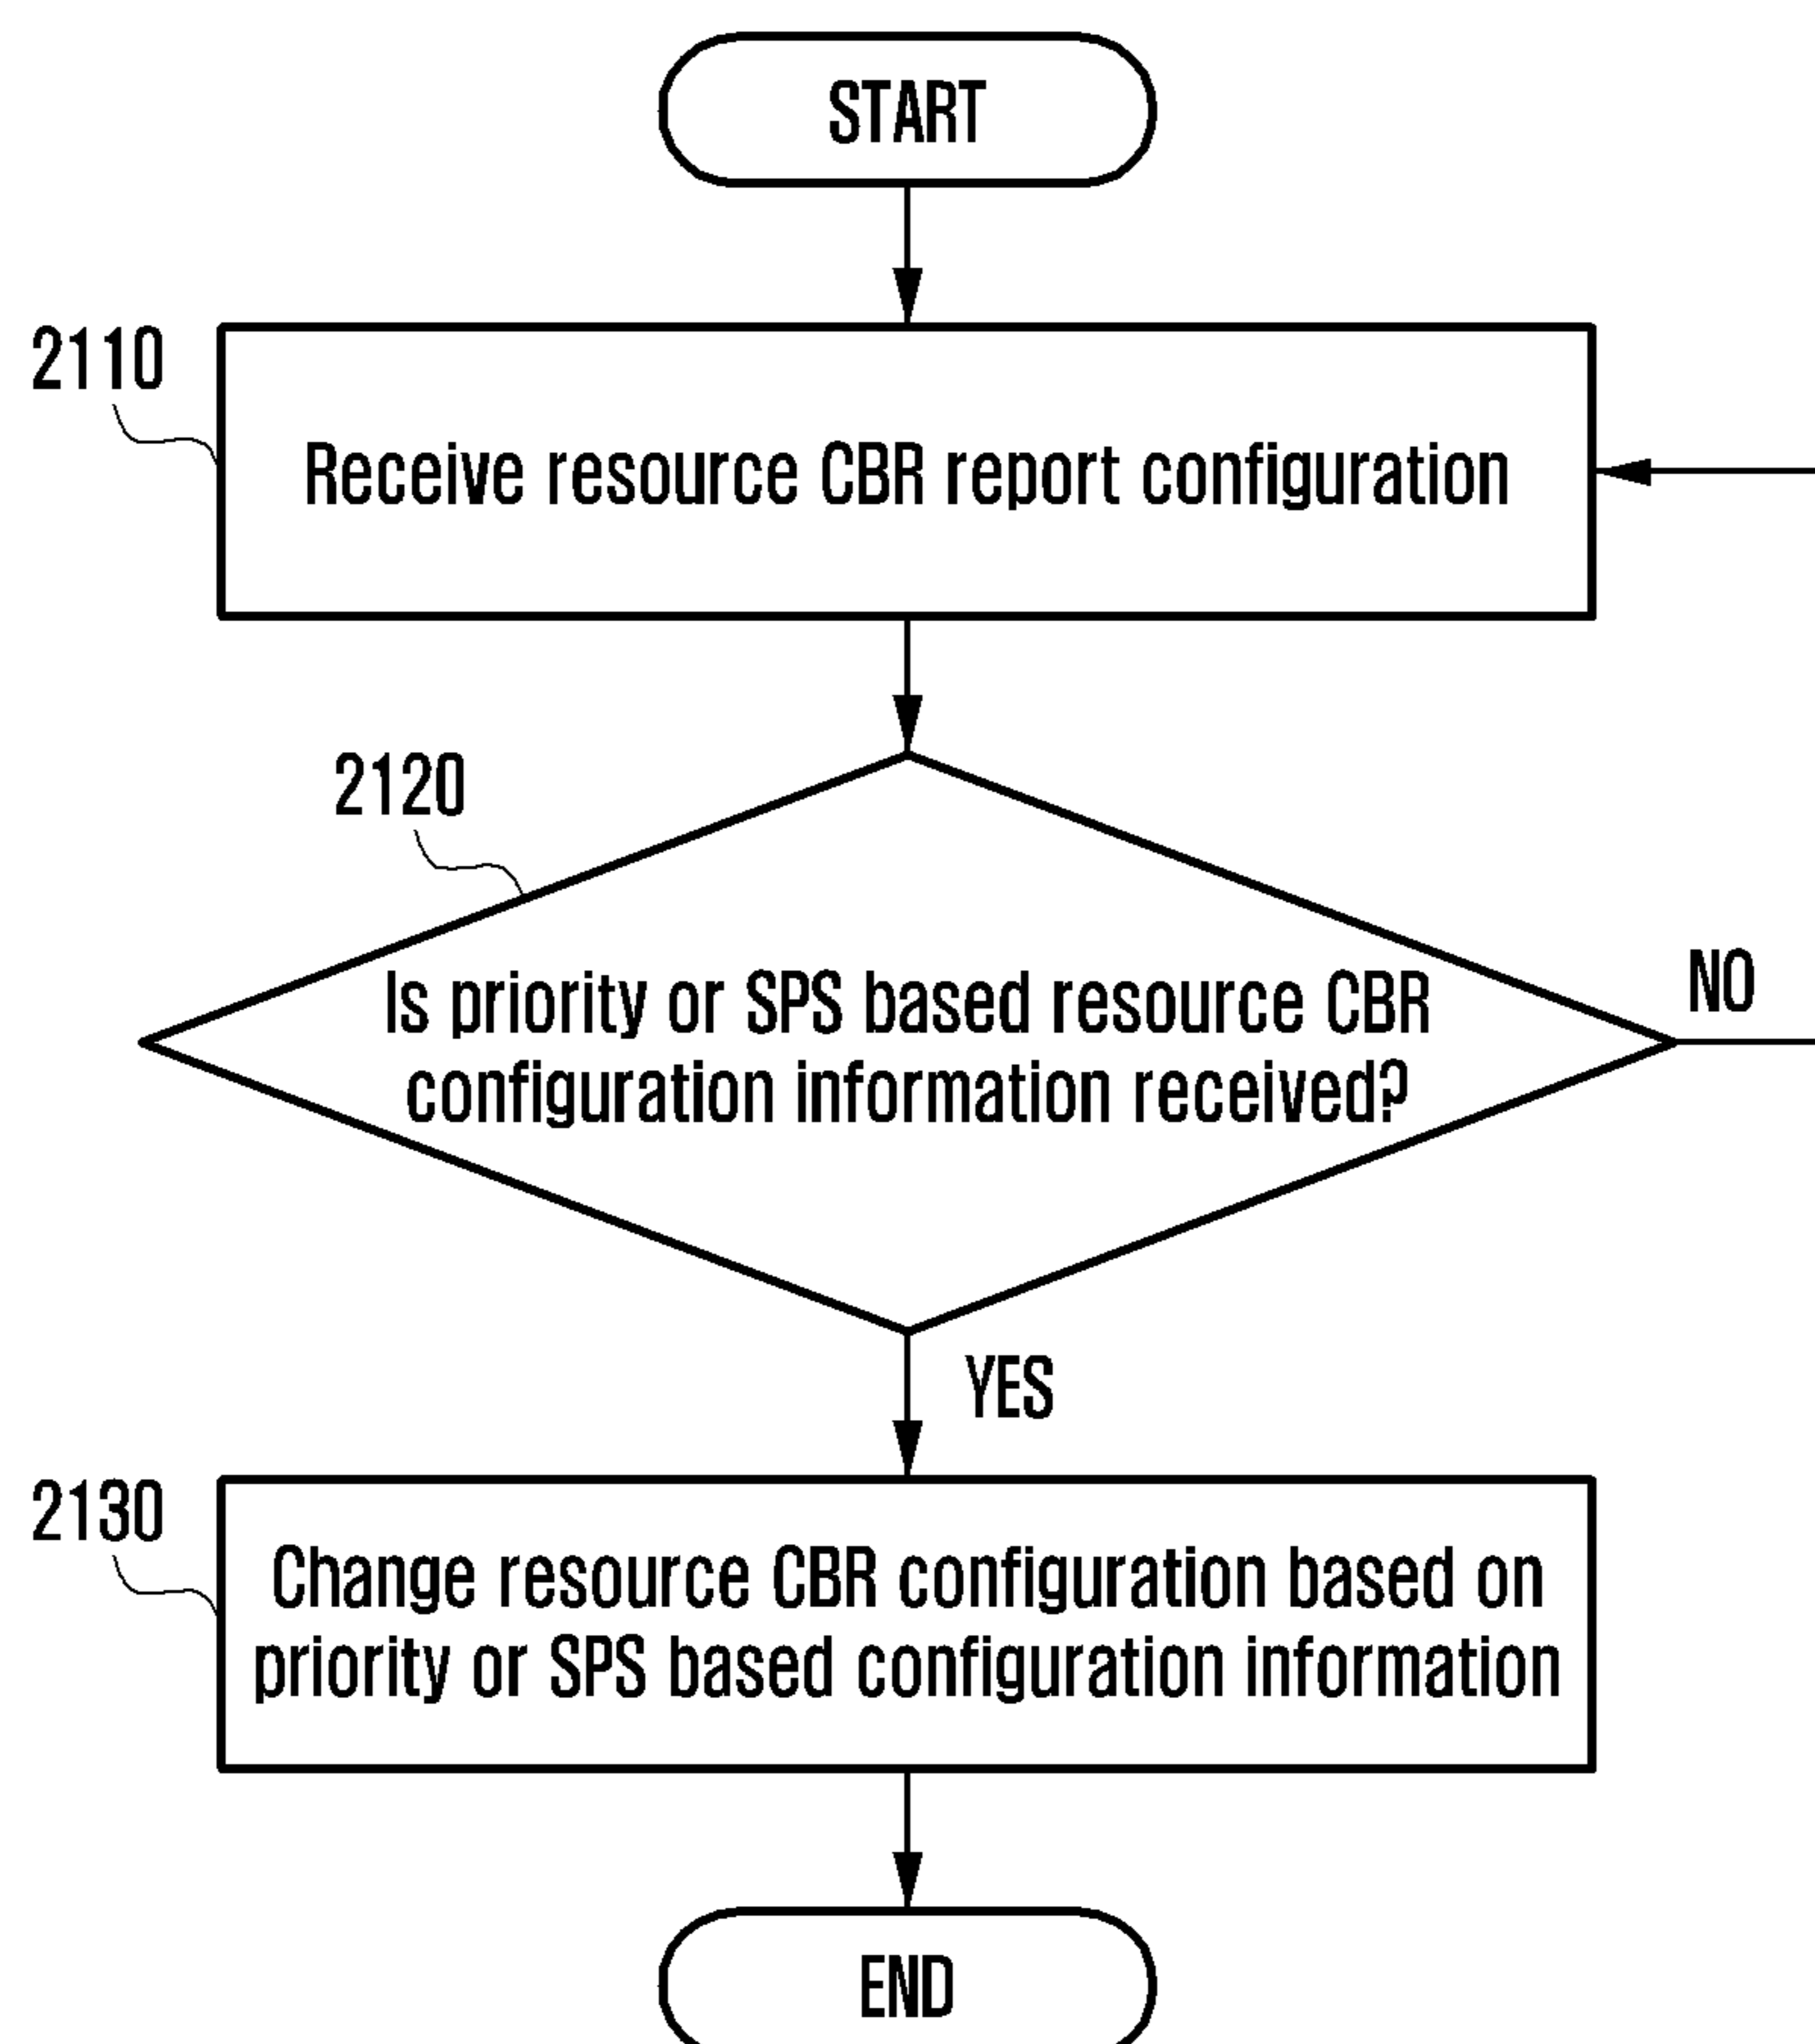 START
2110
Receive resource CBR report configuration
2120
Is priority or SPS based resource CBR
configuration information received?
NO
YES
2130
Change resource CBR configuration based on
priority or SPS based configuration information
END